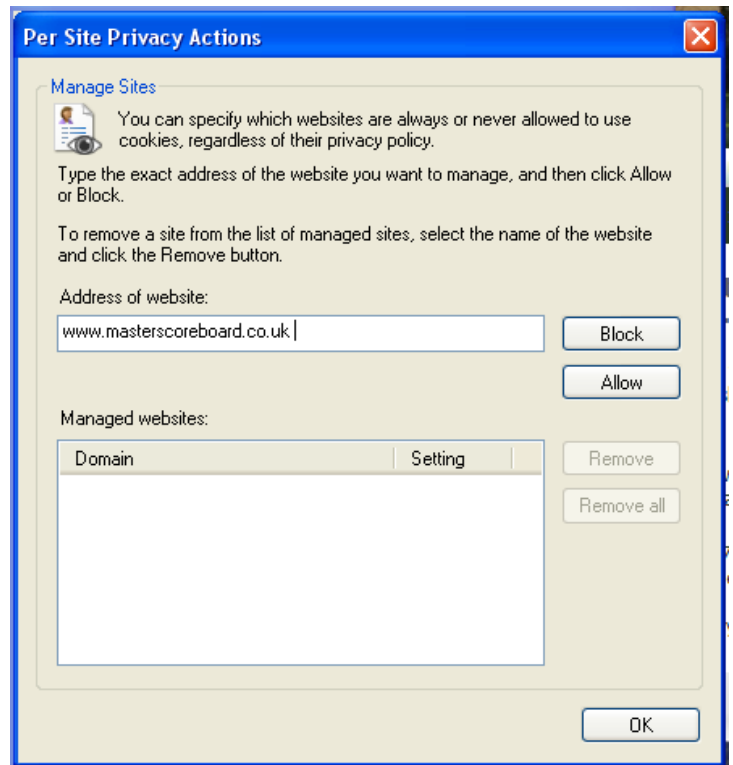 Per Site Privacy Actions
Manage Sites
You can specify which websites are always or never allowed to use
cookies, regardless of their privacy policy.
Type the exact address of the website you want to manage, and then click Allow
or Block.
To remove a site from the list of managed sites, select the name of the website
and click the Remove button.
Address of website:
www.masterscoreboard.co.uk
Block
Allow
Managed websites:
Domain Setting
Remove
Remove all
OK